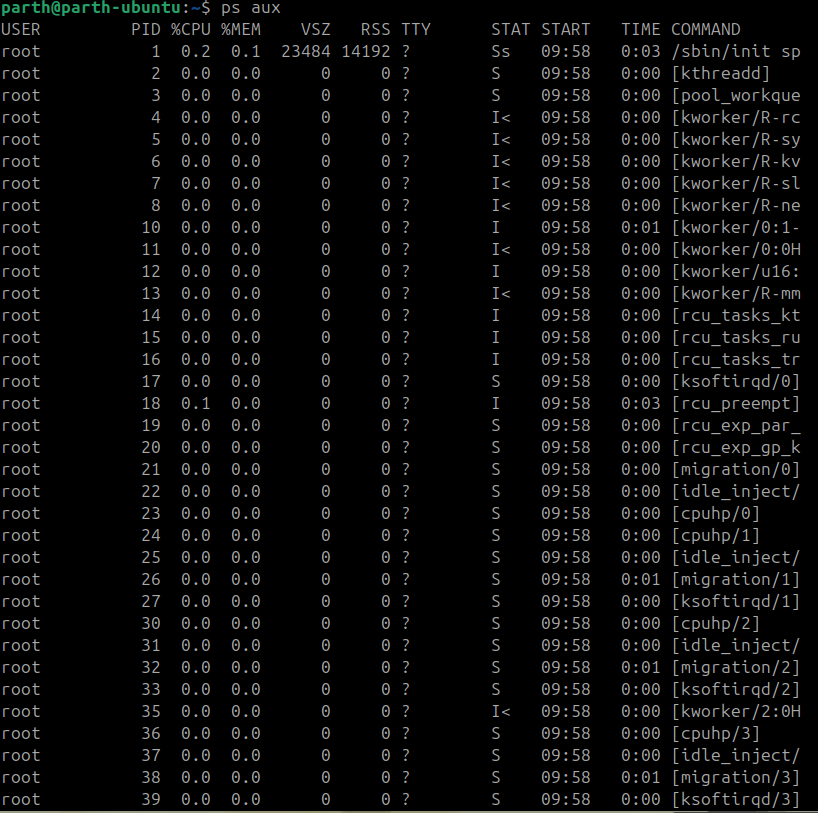 parth@parth-ubuntu:~$ ps aux
USER         PID %CPU %MEM    VSZ   RSS TTY      STAT START   TIME COMMAND
root           1  0.2  0.1  23484 14192 ?        Ss   09:58   0:03 /sbin/init sp
root           2  0.0  0.0      0     0 ?        S    09:58   0:00 [kthreadd]
root           3  0.0  0.0      0     0 ?        S    09:58   0:00 [pool_workque
root           4  0.0  0.0      0     0 ?        I<   09:58   0:00 [kworker/R-rc
root           5  0.0  0.0      0     0 ?        I<   09:58   0:00 [kworker/R-sy
root           6  0.0  0.0      0     0 ?        I<   09:58   0:00 [kworker/R-kv
root           7  0.0  0.0      0     0 ?        I<   09:58   0:00 [kworker/R-sl
root           8  0.0  0.0      0     0 ?        I<   09:58   0:00 [kworker/R-ne
root          10  0.0  0.0      0     0 ?        I    09:58   0:01 [kworker/0:1-
root          11  0.0  0.0      0     0 ?        I<   09:58   0:00 [kworker/0:0H
root          12  0.0  0.0      0     0 ?        I    09:58   0:00 [kworker/u16:
root          13  0.0  0.0      0     0 ?        I<   09:58   0:00 [kworker/R-mm
root          14  0.0  0.0      0     0 ?        I    09:58   0:00 [rcu_tasks_kt
root          15  0.0  0.0      0     0 ?        I    09:58   0:00 [rcu_tasks_ru
root          16  0.0  0.0      0     0 ?        I    09:58   0:00 [rcu_tasks_tr
root          17  0.0  0.0      0     0 ?        S    09:58   0:00 [ksoftirqd/0]
root          18  0.1  0.0      0     0 ?        I    09:58   0:03 [rcu_preempt]
root          19  0.0  0.0      0     0 ?        S    09:58   0:00 [rcu_exp_par_
root          20  0.0  0.0      0     0 ?        S    09:58   0:00 [rcu_exp_gp_k
root          21  0.0  0.0      0     0 ?        S    09:58   0:00 [migration/0]
root          22  0.0  0.0      0     0 ?        S    09:58   0:00 [idle_inject/
root          23  0.0  0.0      0     0 ?        S    09:58   0:00 [cpuhp/0]
root          24  0.0  0.0      0     0 ?        S    09:58   0:00 [cpuhp/1]
root          25  0.0  0.0      0     0 ?        S    09:58   0:00 [idle_inject/
root          26  0.0  0.0      0     0 ?        S    09:58   0:01 [migration/1]
root          27  0.0  0.0      0     0 ?        S    09:58   0:00 [ksoftirqd/1]
root          30  0.0  0.0      0     0 ?        S    09:58   0:00 [cpuhp/2]
root          31  0.0  0.0      0     0 ?        S    09:58   0:00 [idle_inject/
root          32  0.0  0.0      0     0 ?        S    09:58   0:01 [migration/2]
root          33  0.0  0.0      0     0 ?        S    09:58   0:00 [ksoftirqd/2]
root          35  0.0  0.0      0     0 ?        I<   09:58   0:00 [kworker/2:0H
root          36  0.0  0.0      0     0 ?        S    09:58   0:00 [cpuhp/3]
root          37  0.0  0.0      0     0 ?        S    09:58   0:00 [idle_inject/
root          38  0.0  0.0      0     0 ?        S    09:58   0:01 [migration/3]
root          39  0.0  0.0      0     0 ?        S    09:58   0:00 [ksoftirqd/3]